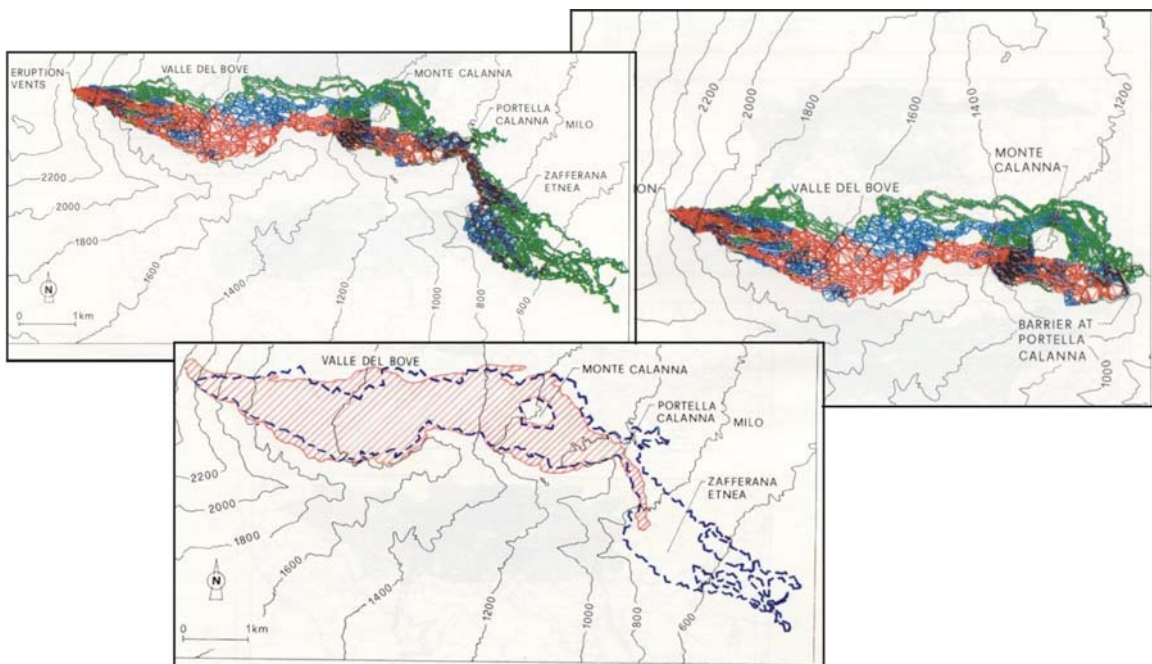 ERUPTION
VENTS
VALLE DEL BOVE
MONTE CALANNA
PORTELLA
CALANNA
MILO
ZAFFERANA
ETNEA
2200
2000
1800
1600
1400
1200
1000
800
600
N
0 1km
2200
2000
1800
1600
1400
1200
MONTE
CALANNA
ION
VALLE DEL BOVE
BARRIER AT
PORTELLA
CALANNA
1000
VALLE DEL BOVE
MONTE CALANNA
PORTELLA
CALANNA
MILO
ZAFFERANA
ETNEA
2200
2000
1800
1600
1400
1200
1000
800
600
N
0 1km